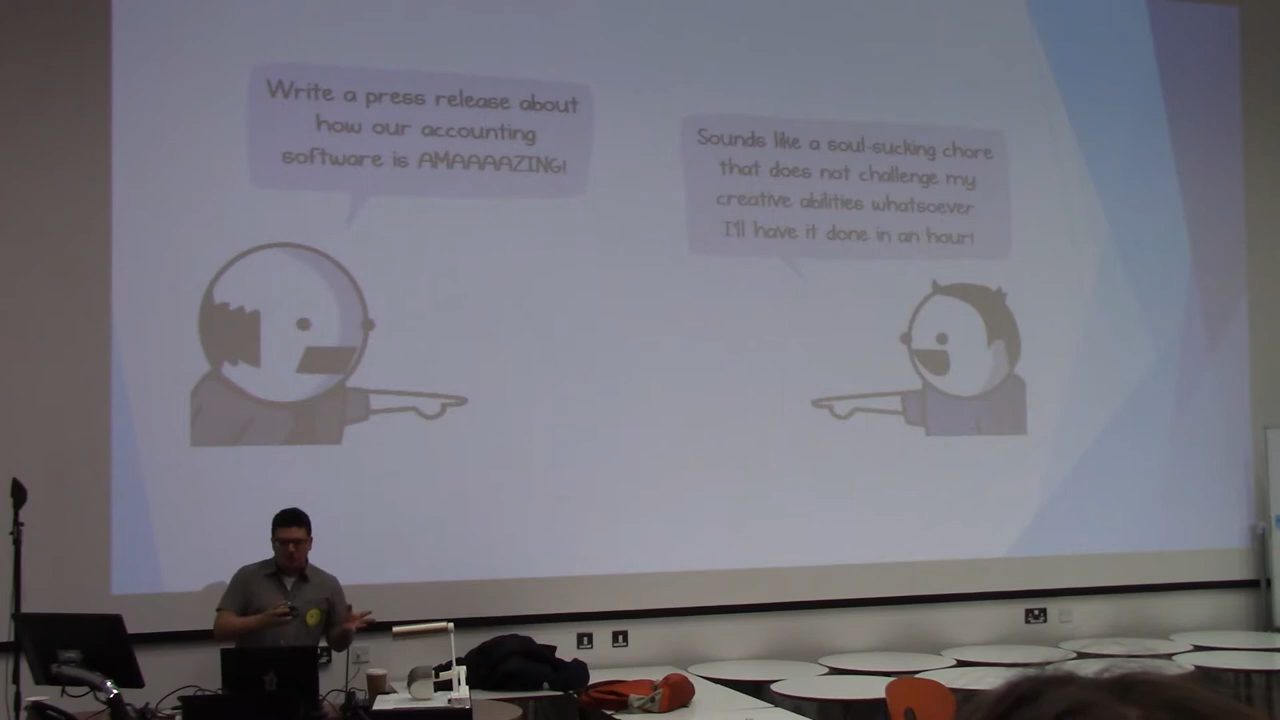 Write a press release about
how our accounting
software is AMAAAAZING!
Sounds like a soul-sucking chore
that does not challenge my
creative abilities whatsoever
I'll have it done in an hour!